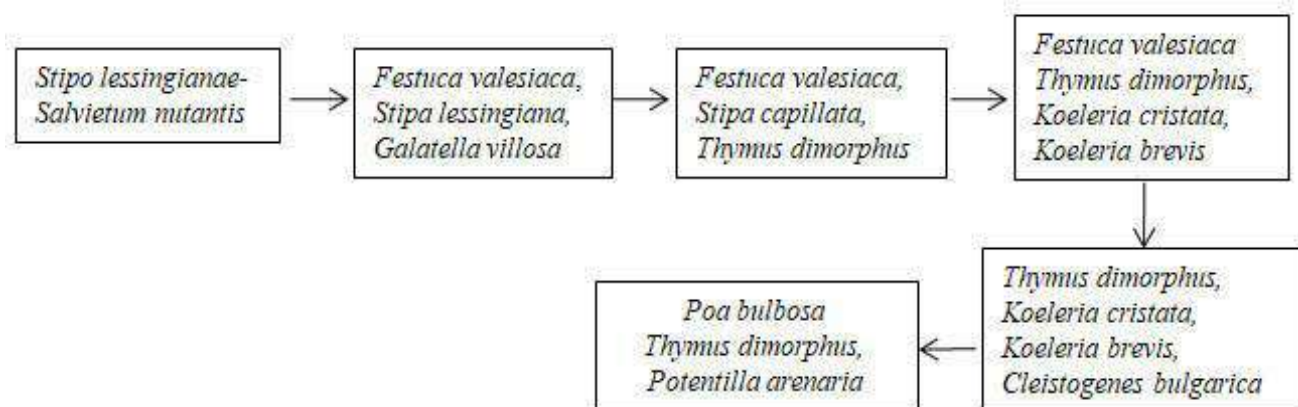 Stipo lessingianae-
Salvietum nutantis
Festuca valesiaca,
Stipa lessingiana,
Galatella villosa
Festuca valesiaca,
Stipa capillata,
Thymus dimorphus
Festuca valesiaca
Thymus dimorphus,
Koeleria cristata,
Koeleria brevis
Thymus dimorphus,
Koeleria cristata,
Koeleria brevis,
Cleistogenes bulgarica
Poa bulbosa
Thymus dimorphus,
Potentilla arenaria